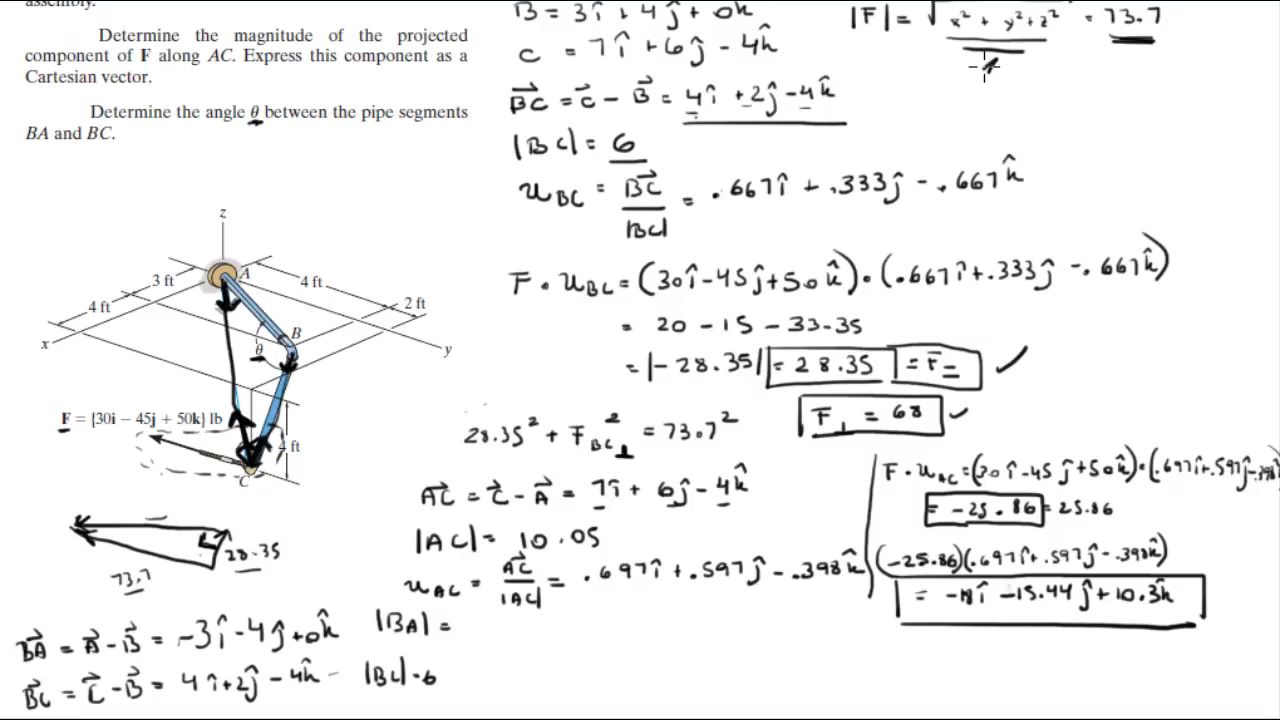 assembly.
Determine the magnitude of the projected
component of F along AC. Express this component as a
Cartesian vector.
Determine the angle θ between the pipe segments
BA and BC.
z
A
3 ft
4 ft
4 ft
2 ft
x
B
y
θ
F = {30i − 45j + 50k} lb
4 ft
C
73.7
28.35
B = 3î + 4ĵ + 0k
C = 7î + 6ĵ - 4k̂
BC = C - B = 4î + 2ĵ - 4k̂
|BC| = 6
u_BC = BC / |BC| = .667î + .333ĵ - .667k̂
|F| = √(x² + y² + z²) = 73.7
F · u_BC = (30î - 45ĵ + 50k̂) · (.667î + .333ĵ - .667k̂)
= 20 - 15 - 33.35
= |-28.35| = 28.35 = F= ✓
F⊥ = 68 ✓
28.35² + F_BC⊥² = 73.7²
AC = C - A = 7î + 6ĵ - 4k̂
|AC| = 10.05
u_AC = AC / |AC| = .697î + .597ĵ - .398k̂
F · u_AC = (30î - 45ĵ + 50k̂) · (.697î + .597ĵ - .398k̂
= -25.86 = 25.86
(-25.86)(.697î + .597ĵ - .398k̂)
= -18î - 15.44ĵ + 10.3k̂
BA = A - B = -3î - 4ĵ + 0k̂ |BA| =
BC = C - B = 4î + 2ĵ - 4k̂ - |BC| = 6